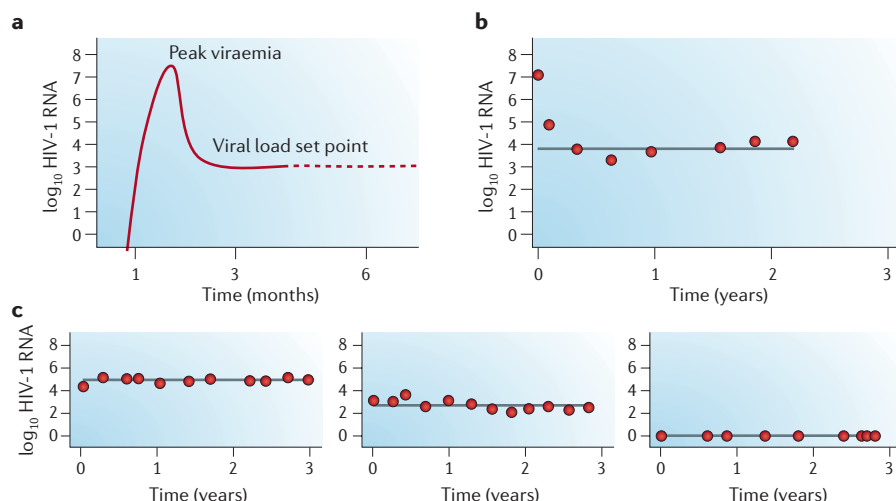 a
Peak viraemia
Viral load set point
log₁₀ HIV-1 RNA
8
7
6
5
4
3
2
1
0
1 3 6
Time (months)
b
log₁₀ HIV-1 RNA
8
7
6
5
4
3
2
1
0
0 1 2 3
Time (years)
c
log₁₀ HIV-1 RNA
8
6
4
2
0
0 1 2 3
Time (years)
8
6
4
2
0
0 1 2 3
Time (years)
8
6
4
2
0
0 1 2 3
Time (years)